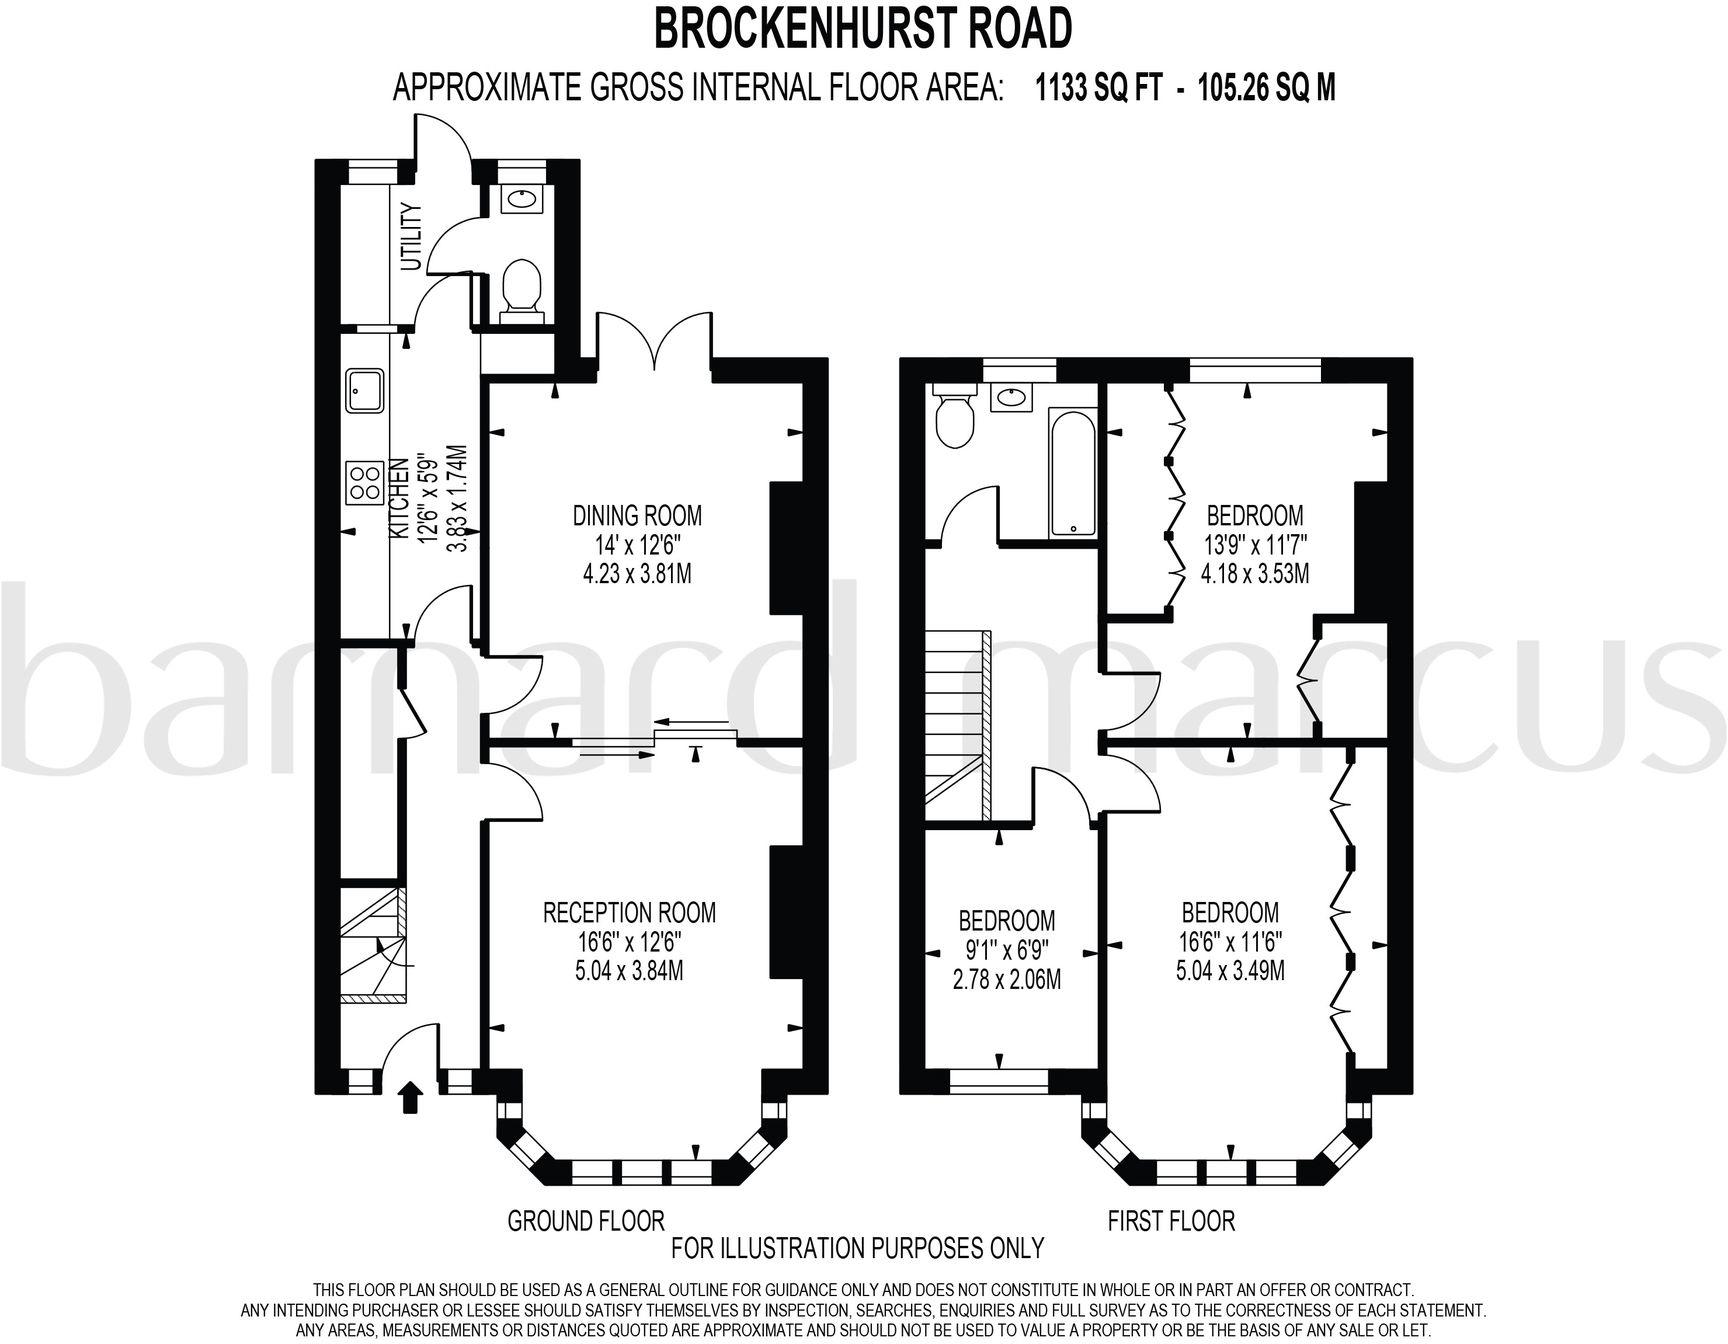 BROCKENHURST ROAD
APPROXIMATE GROSS INTERNAL FLOOR AREA: 1133 SQ FT - 105.26 SQ M
UTILITY
KITCHEN
12'6" x 5'9"
3.83 x 1.74M
DINING ROOM
14' x 12'6"
4.23 x 3.81M
BEDROOM
13'9" x 11'7"
4.18 x 3.53M
barnard marcus
RECEPTION ROOM
16'6" x 12'6"
5.04 x 3.84M
BEDROOM
9'1" x 6'9"
2.78 x 2.06M
BEDROOM
16'6" x 11'6"
5.04 x 3.49M
GROUND FLOOR
FIRST FLOOR
FOR ILLUSTRATION PURPOSES ONLY
THIS FLOOR PLAN SHOULD BE USED AS A GENERAL OUTLINE FOR GUIDANCE ONLY AND DOES NOT CONSTITUTE IN WHOLE OR IN PART AN OFFER OR CONTRACT.
ANY INTENDING PURCHASER OR LESSEE SHOULD SATISFY THEMSELVES BY INSPECTION, SEARCHES, ENQUIRIES AND FULL SURVEY AS TO THE CORRECTNESS OF EACH STATEMENT.
ANY AREAS, MEASUREMENTS OR DISTANCES QUOTED ARE APPROXIMATE AND SHOULD NOT BE USED TO VALUE A PROPERTY OR BE THE BASIS OF ANY SALE OR LET.